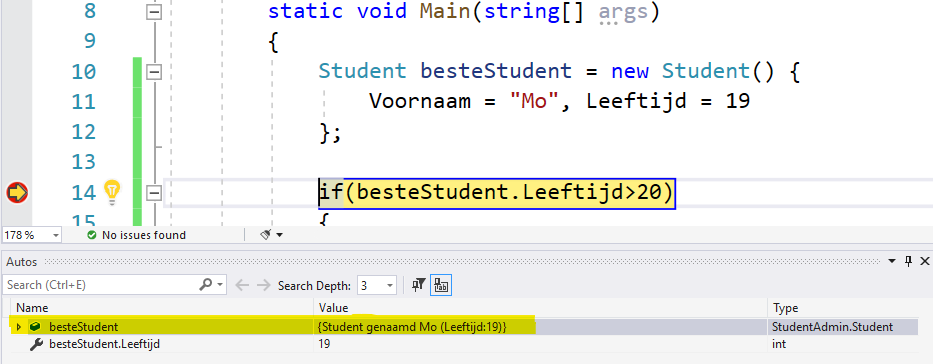 8 static void Main(string[] args)
9 {
10 Student besteStudent = new Student() {
11 Voornaam = "Mo", Leeftijd = 19
12 };
13
14 if(besteStudent.Leeftijd>20)
15 {
178 % No issues found
Autos
Search (Ctrl+E) Search Depth: 3
Name Value Type
besteStudent {Student genaamd Mo (Leeftijd:19)} StudentAdmin.Student
besteStudent.Leeftijd 19 int